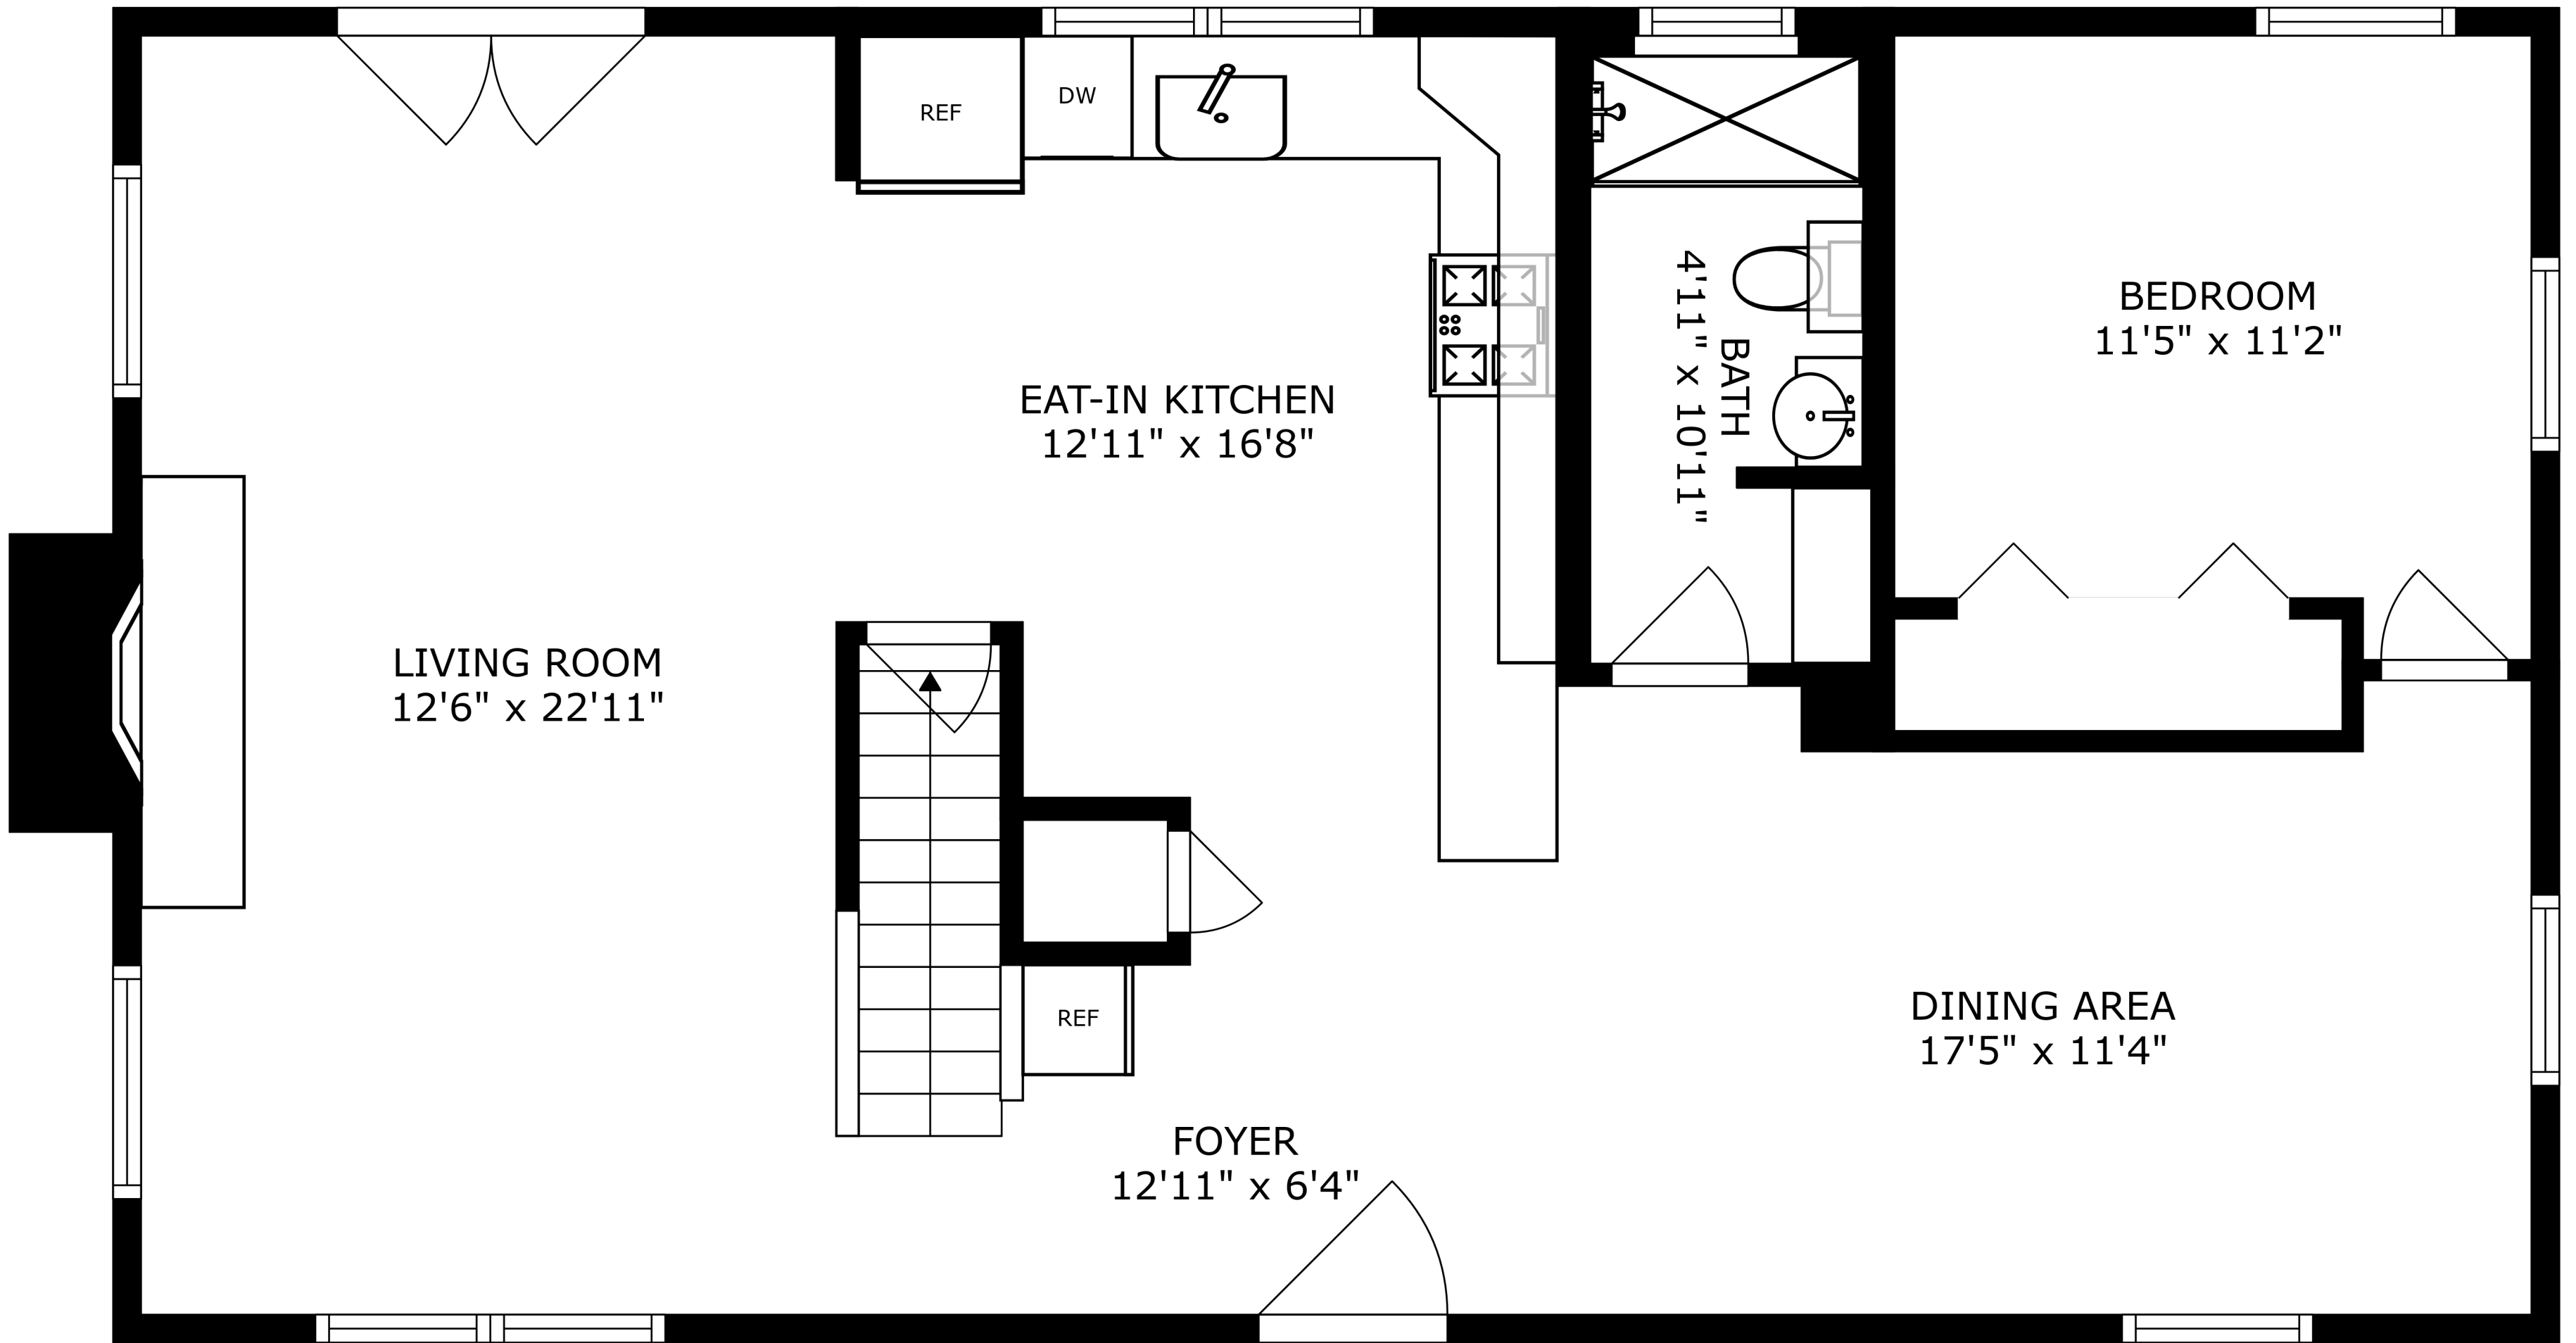 REF
DW
BEDROOM
11'5" x 11'2"
EAT-IN KITCHEN
12'11" x 16'8"
BATH
4'11" x 10'11"
LIVING ROOM
12'6" x 22'11"
REF
DINING AREA
17'5" x 11'4"
FOYER
12'11" x 6'4"